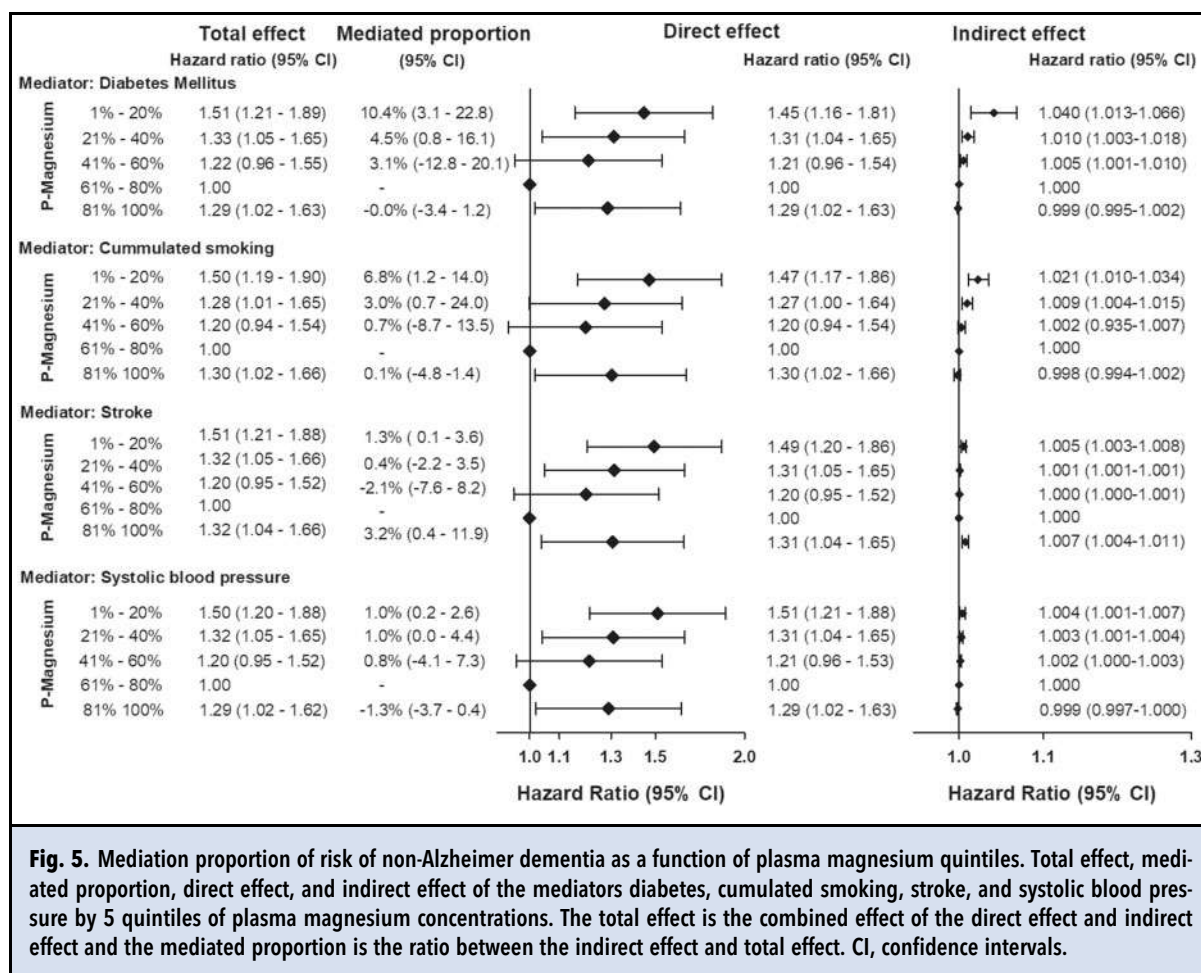 Total effect Mediated proportion Direct effect Indirect effect
Hazard ratio (95% CI) (95% CI) Hazard ratio (95% CI) Hazard ratio (95% CI)
Mediator: Diabetes Mellitus
P-Magnesium
1% - 20% 1.51 (1.21 - 1.89) 10.4% (3.1 - 22.8) 1.45 (1.16 - 1.81) 1.040 (1.013-1.066)
21% - 40% 1.33 (1.05 - 1.65) 4.5% (0.8 - 16.1) 1.31 (1.04 - 1.65) 1.010 (1.003-1.018)
41% - 60% 1.22 (0.96 - 1.55) 3.1% (-12.8 - 20.1) 1.21 (0.96 - 1.54) 1.005 (1.001-1.010)
61% - 80% 1.00 - 1.00 1.000
81% 100% 1.29 (1.02 - 1.63) -0.0% (-3.4 - 1.2) 1.29 (1.02 - 1.63) 0.999 (0.995-1.002)
Mediator: Cummulated smoking
P-Magnesium
1% - 20% 1.50 (1.19 - 1.90) 6.8% (1.2 - 14.0) 1.47 (1.17 - 1.86) 1.021 (1.010-1.034)
21% - 40% 1.28 (1.01 - 1.65) 3.0% (0.7 - 24.0) 1.27 (1.00 - 1.64) 1.009 (1.004-1.015)
41% - 60% 1.20 (0.94 - 1.54) 0.7% (-8.7 - 13.5) 1.20 (0.94 - 1.54) 1.002 (0.935-1.007)
61% - 80% 1.00 - 1.00 1.000
81% 100% 1.30 (1.02 - 1.66) 0.1% (-4.8 -1.4) 1.30 (1.02 - 1.66) 0.998 (0.994-1.002)
Mediator: Stroke
P-Magnesium
1% - 20% 1.51 (1.21 - 1.88) 1.3% ( 0.1 - 3.6) 1.49 (1.20 - 1.86) 1.005 (1.003-1.008)
21% - 40% 1.32 (1.05 - 1.66) 0.4% (-2.2 - 3.5) 1.31 (1.05 - 1.65) 1.001 (1.001-1.001)
41% - 60% 1.20 (0.95 - 1.52) -2.1% (-7.6 - 8.2) 1.20 (0.95 - 1.52) 1.000 (1.000-1.001)
61% - 80% 1.00 1.00 1.000
81% 100% 1.32 (1.04 - 1.66) 3.2% (0.4 - 11.9) 1.31 (1.04 - 1.65) 1.007 (1.004-1.011)
Mediator: Systolic blood pressure
P-Magnesium
1% - 20% 1.50 (1.20 - 1.88) 1.0% (0.2 - 2.6) 1.51 (1.21 - 1.88) 1.004 (1.001-1.007)
21% - 40% 1.32 (1.05 - 1.65) 1.0% (0.0 - 4.4) 1.31 (1.04 - 1.65) 1.003 (1.001-1.004)
41% - 60% 1.20 (0.95 - 1.52) 0.8% (-4.1 - 7.3) 1.21 (0.96 - 1.53) 1.002 (1.000-1.003)
61% - 80% 1.00 - 1.00 1.000
81% 100% 1.29 (1.02 - 1.62) -1.3% (-3.7 - 0.4) 1.29 (1.02 - 1.63) 0.999 (0.997-1.000)
1.0 1.1 1.3 1.5 2.0 1.0 1.1 1.3
Hazard Ratio (95% CI) Hazard Ratio (95% CI)
Fig. 5. Mediation proportion of risk of non-Alzheimer dementia as a function of plasma magnesium quintiles. Total effect, medi-
ated proportion, direct effect, and indirect effect of the mediators diabetes, cumulated smoking, stroke, and systolic blood pres-
sure by 5 quintiles of plasma magnesium concentrations. The total effect is the combined effect of the direct effect and indirect
effect and the mediated proportion is the ratio between the indirect effect and total effect. CI, confidence intervals.